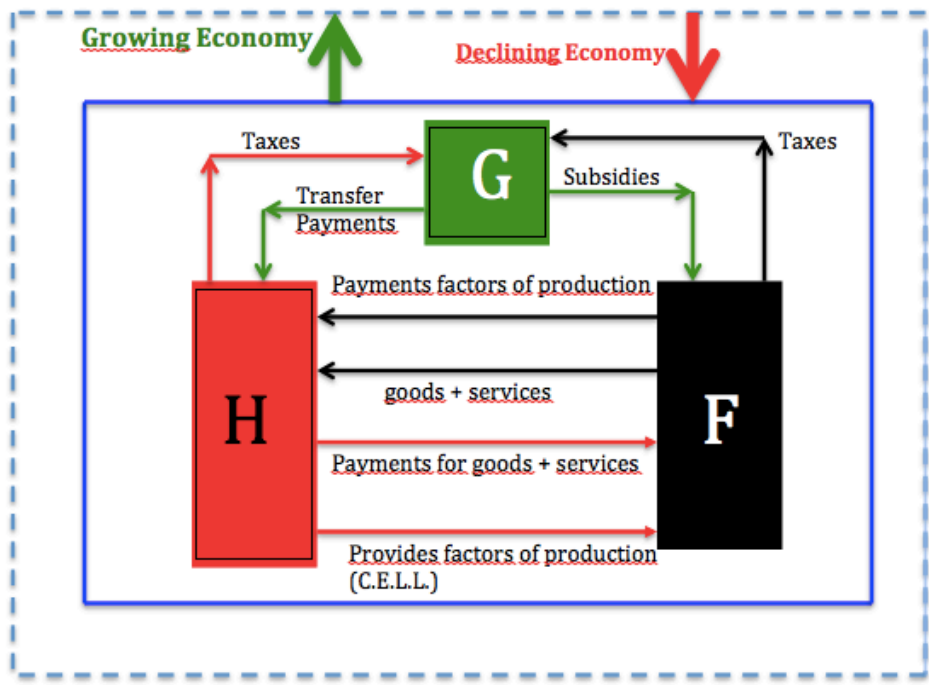 Growing Economy
Declining Economy
Taxes
G
Taxes
Subsidies
Transfer
Payments
Payments factors of production
goods + services
H
F
Payments for goods + services
Provides factors of production
(C.E.L.L.)